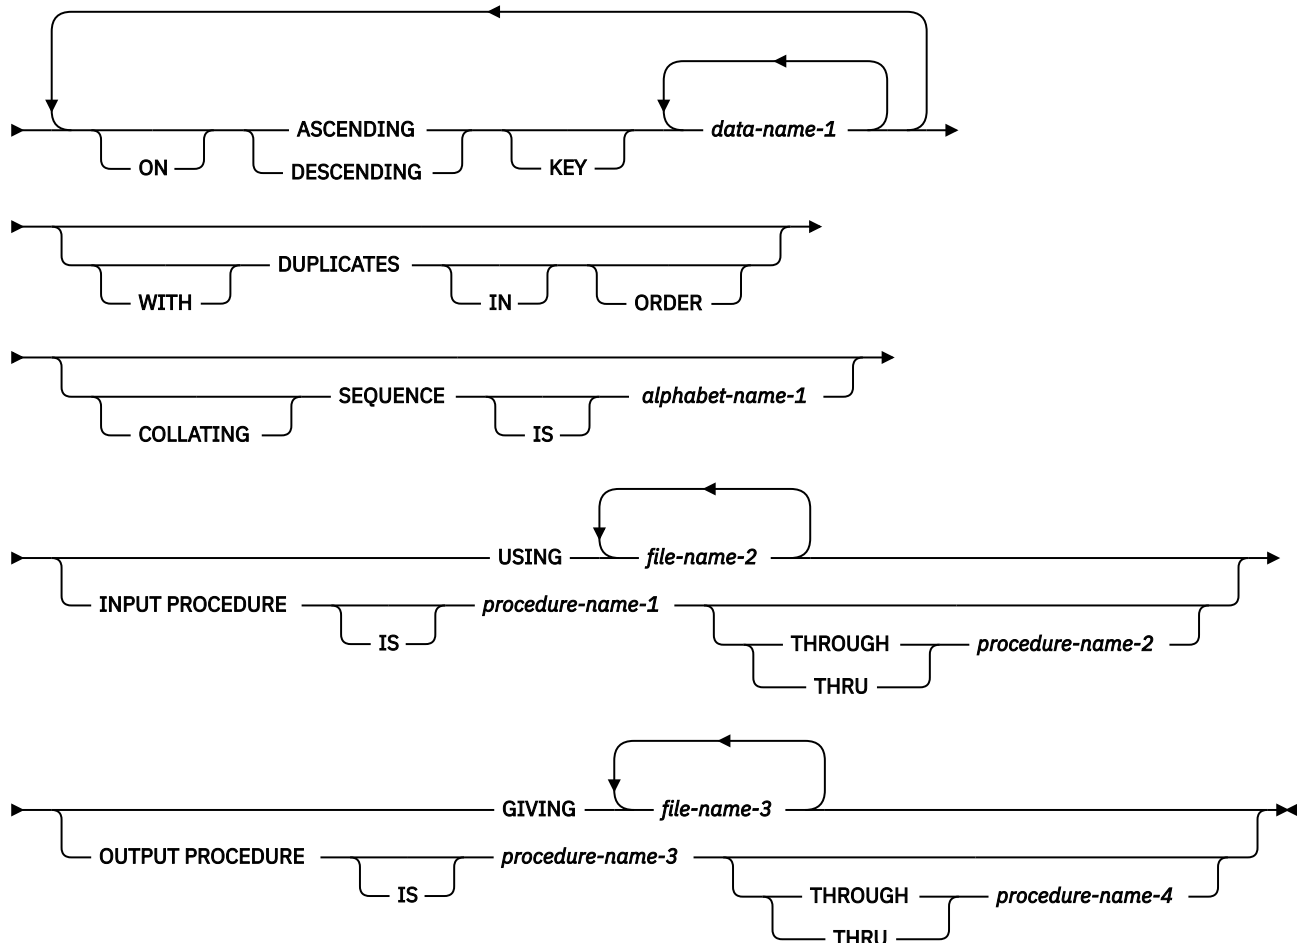 ASCENDING data-name-1
ON DESCENDING KEY
DUPLICATES
WITH IN ORDER
SEQUENCE alphabet-name-1
COLLATING IS
USING file-name-2
INPUT PROCEDURE procedure-name-1
IS THROUGH procedure-name-2
THRU
GIVING file-name-3
OUTPUT PROCEDURE procedure-name-3
IS THROUGH procedure-name-4
THRU